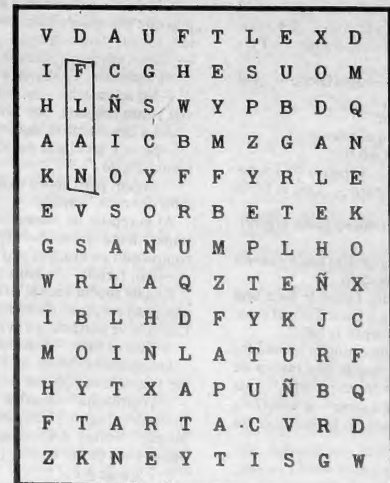 V D A U F T L E X D
I F C G H E S U O M
H L Ñ S W Y P B D Q
A A I C B M Z G A N
K N O Y F F Y R L E
E V S O R B E T E K
G S A N U M P L H O
W R L A Q Z T E Ñ X
I B L H D F Y K J C
M O I N L A T U R F
H Y T X A P U Ñ B Q
F T A R T A C V R D
Z K N E Y T I S G W